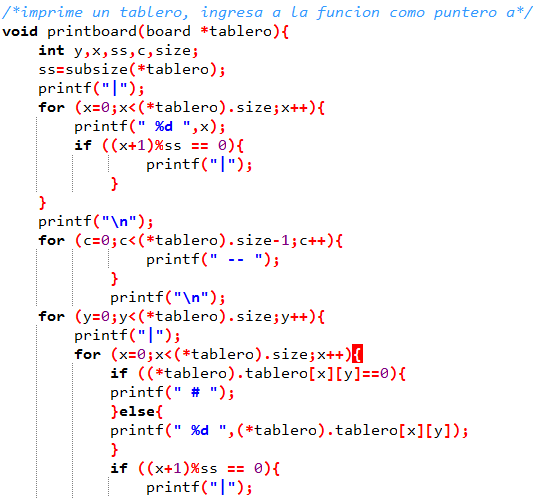 /*imprime un tablero, ingresa a la funcion como puntero a*/
void printboard(board *tablero){
    int y,x,ss,c,size;
    ss=subsize(*tablero);
    printf("|");
    for (x=0;x<(*tablero).size;x++){
        printf(" %d ",x);
        if ((x+1)%ss == 0){
                printf("|");
            }
    }
    printf("\n");
    for (c=0;c<(*tablero).size-1;c++){
                printf(" -- ");
            }
            printf("\n");
    for (y=0;y<(*tablero).size;y++){
        printf("|");
        for (x=0;x<(*tablero).size;x++){
            if ((*tablero).tablero[x][y]==0){
            printf(" # ");
            }else{
            printf(" %d ",(*tablero).tablero[x][y]);
            }
            if ((x+1)%ss == 0){
                printf("|");